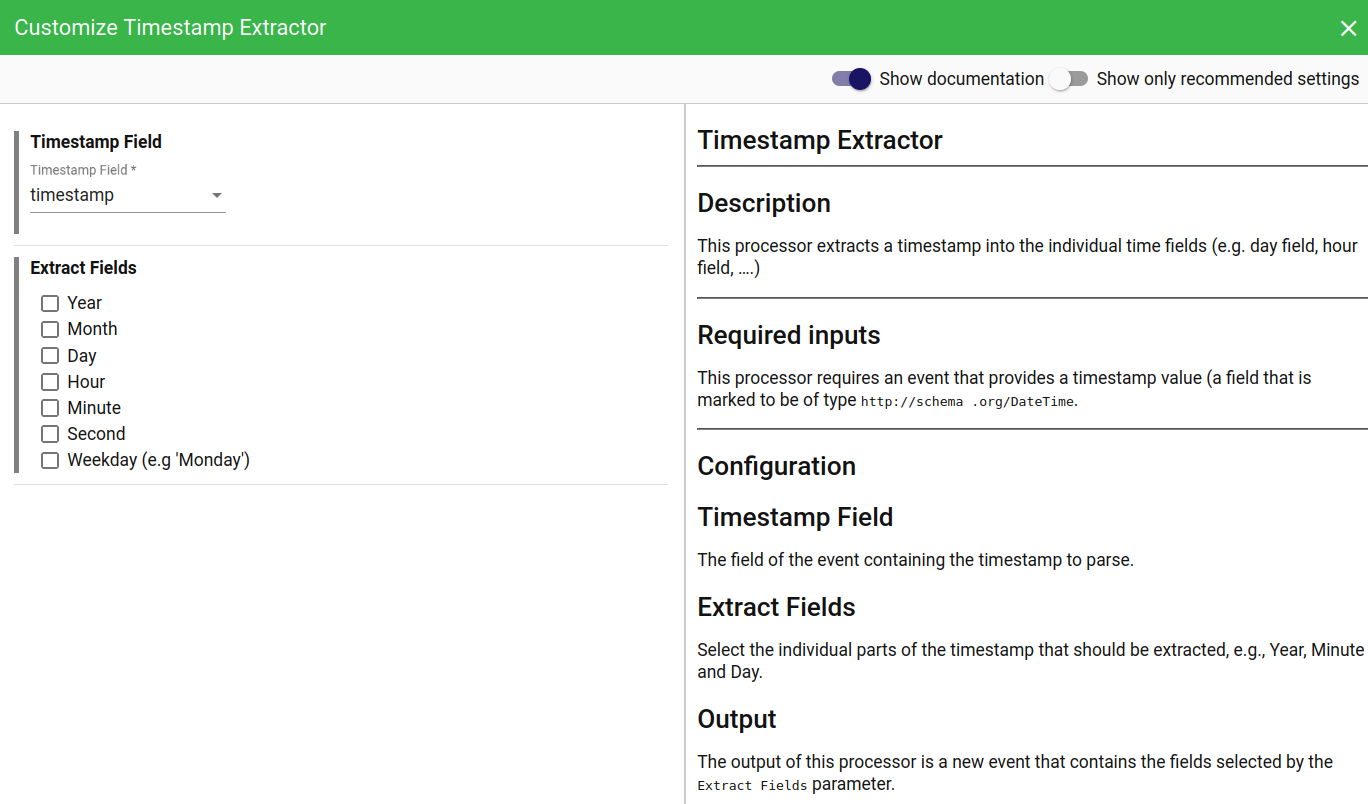 Customize Timestamp Extractor
Show documentation
Show only recommended settings
Timestamp Field
Timestamp Field *
timestamp
Extract Fields
Year
Month
Day
Hour
Minute
Second
Weekday (e.g 'Monday')
Timestamp Extractor
Description
This processor extracts a timestamp into the individual time fields (e.g. day field, hour
field, ….)
Required inputs
This processor requires an event that provides a timestamp value (a field that is
marked to be of type http://schema .org/DateTime.
Configuration
Timestamp Field
The field of the event containing the timestamp to parse.
Extract Fields
Select the individual parts of the timestamp that should be extracted, e.g., Year, Minute
and Day.
Output
The output of this processor is a new event that contains the fields selected by the
Extract Fields parameter.